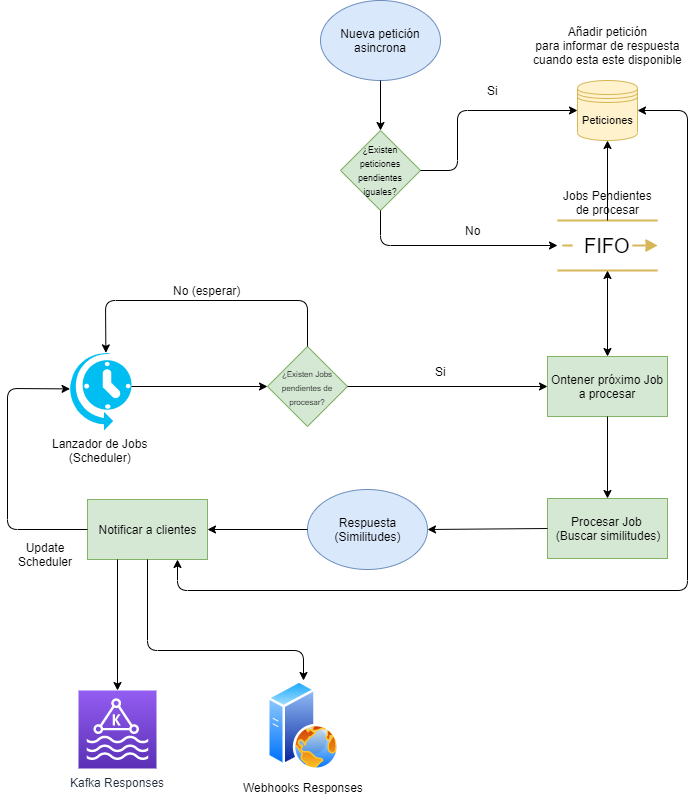 Nueva petición
asincrona
Añadir petición
para informar de respuesta
cuando esta este disponible
Si
Peticiones
¿Existen
peticiones
pendientes
iguales?
No
Jobs Pendientes
de procesar
FIFO
No (esperar)
¿Existen Jobs
pendientes de
procesar?
Si
Ontener próximo Job
a procesar
Lanzador de Jobs
(Scheduler)
Notificar a clientes
Respuesta
(Similitudes)
Procesar Job
(Buscar similitudes)
Update
Scheduler
K
Kafka Responses
Webhooks Responses